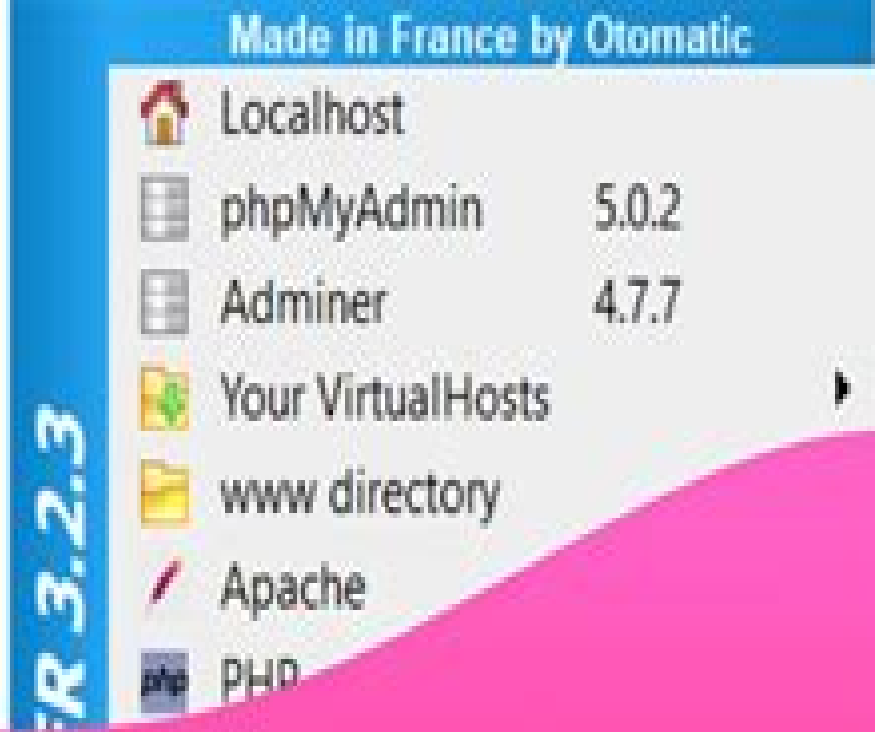 Made in France by Otomatic
Localhost
phpMyAdmin 5.0.2
Adminer 4.7.7
Your VirtualHosts
www directory
Apache
php PHP
3.2.3